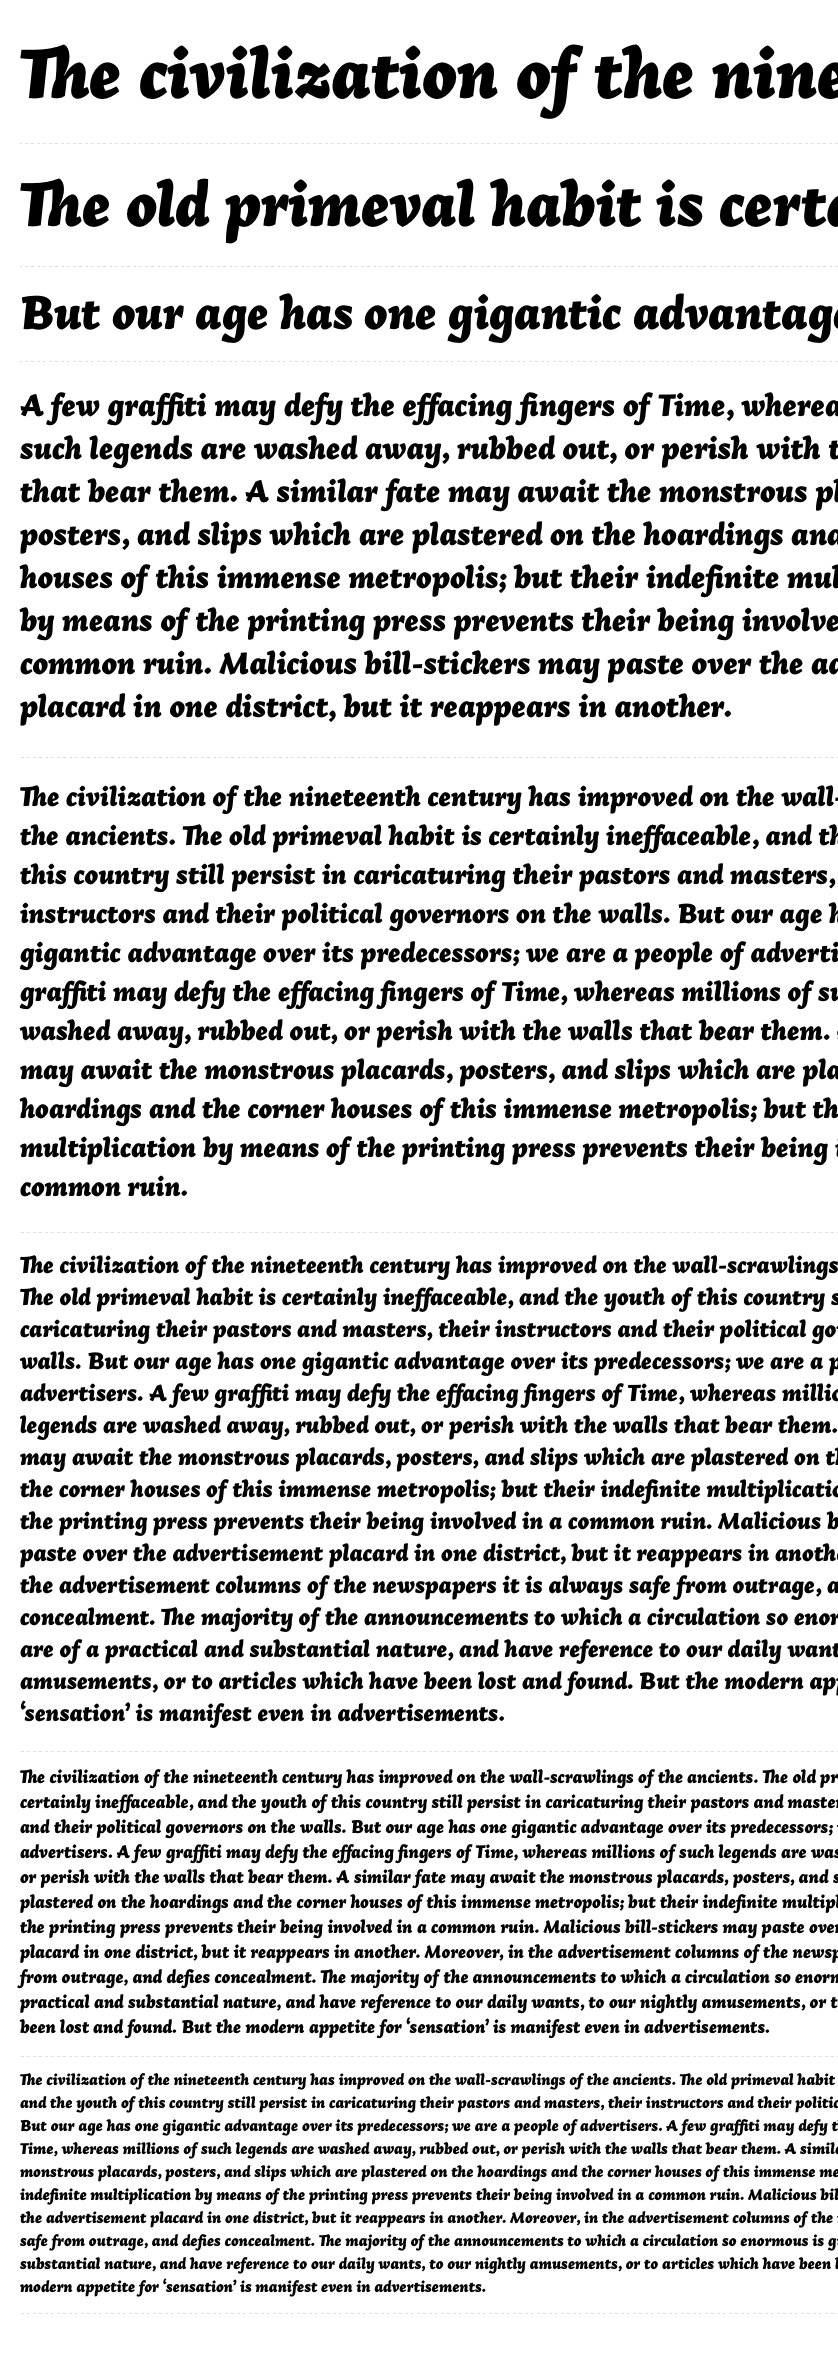 The civilization of the nine
The old primeval habit is certa
But our age has one gigantic advantage
A few graffiti may defy the effacing fingers of Time, wherea
such legends are washed away, rubbed out, or perish with t
that bear them. A similar fate may await the monstrous pl
posters, and slips which are plastered on the hoardings and
houses of this immense metropolis; but their indefinite mul
by means of the printing press prevents their being involve
common ruin. Malicious bill-stickers may paste over the ad
placard in one district, but it reappears in another.
The civilization of the nineteenth century has improved on the wall-
the ancients. The old primeval habit is certainly ineffaceable, and th
this country still persist in caricaturing their pastors and masters,
instructors and their political governors on the walls. But our age h
gigantic advantage over its predecessors; we are a people of adverti
graffiti may defy the effacing fingers of Time, whereas millions of su
washed away, rubbed out, or perish with the walls that bear them.
may await the monstrous placards, posters, and slips which are pla
hoardings and the corner houses of this immense metropolis; but th
multiplication by means of the printing press prevents their being i
common ruin.
The civilization of the nineteenth century has improved on the wall-scrawlings
The old primeval habit is certainly ineffaceable, and the youth of this country s
caricaturing their pastors and masters, their instructors and their political gov
walls. But our age has one gigantic advantage over its predecessors; we are a p
advertisers. A few graffiti may defy the effacing fingers of Time, whereas millio
legends are washed away, rubbed out, or perish with the walls that bear them.
may await the monstrous placards, posters, and slips which are plastered on th
the corner houses of this immense metropolis; but their indefinite multiplicatio
the printing press prevents their being involved in a common ruin. Malicious b
paste over the advertisement placard in one district, but it reappears in anothe
the advertisement columns of the newspapers it is always safe from outrage, a
concealment. The majority of the announcements to which a circulation so enor
are of a practical and substantial nature, and have reference to our daily want
amusements, or to articles which have been lost and found. But the modern app
‘sensation’ is manifest even in advertisements.
The civilization of the nineteenth century has improved on the wall-scrawlings of the ancients. The old pr
certainly ineffaceable, and the youth of this country still persist in caricaturing their pastors and master
and their political governors on the walls. But our age has one gigantic advantage over its predecessors;
advertisers. A few graffiti may defy the effacing fingers of Time, whereas millions of such legends are was
or perish with the walls that bear them. A similar fate may await the monstrous placards, posters, and s
plastered on the hoardings and the corner houses of this immense metropolis; but their indefinite multipl
the printing press prevents their being involved in a common ruin. Malicious bill-stickers may paste over
placard in one district, but it reappears in another. Moreover, in the advertisement columns of the newsp
from outrage, and defies concealment. The majority of the announcements to which a circulation so enorm
practical and substantial nature, and have reference to our daily wants, to our nightly amusements, or t
been lost and found. But the modern appetite for ‘sensation’ is manifest even in advertisements.
The civilization of the nineteenth century has improved on the wall-scrawlings of the ancients. The old primeval habit
and the youth of this country still persist in caricaturing their pastors and masters, their instructors and their politic
But our age has one gigantic advantage over its predecessors; we are a people of advertisers. A few graffiti may defy t
Time, whereas millions of such legends are washed away, rubbed out, or perish with the walls that bear them. A simila
monstrous placards, posters, and slips which are plastered on the hoardings and the corner houses of this immense me
indefinite multiplication by means of the printing press prevents their being involved in a common ruin. Malicious bil
the advertisement placard in one district, but it reappears in another. Moreover, in the advertisement columns of the
safe from outrage, and defies concealment. The majority of the announcements to which a circulation so enormous is g
substantial nature, and have reference to our daily wants, to our nightly amusements, or to articles which have been l
modern appetite for ‘sensation’ is manifest even in advertisements.